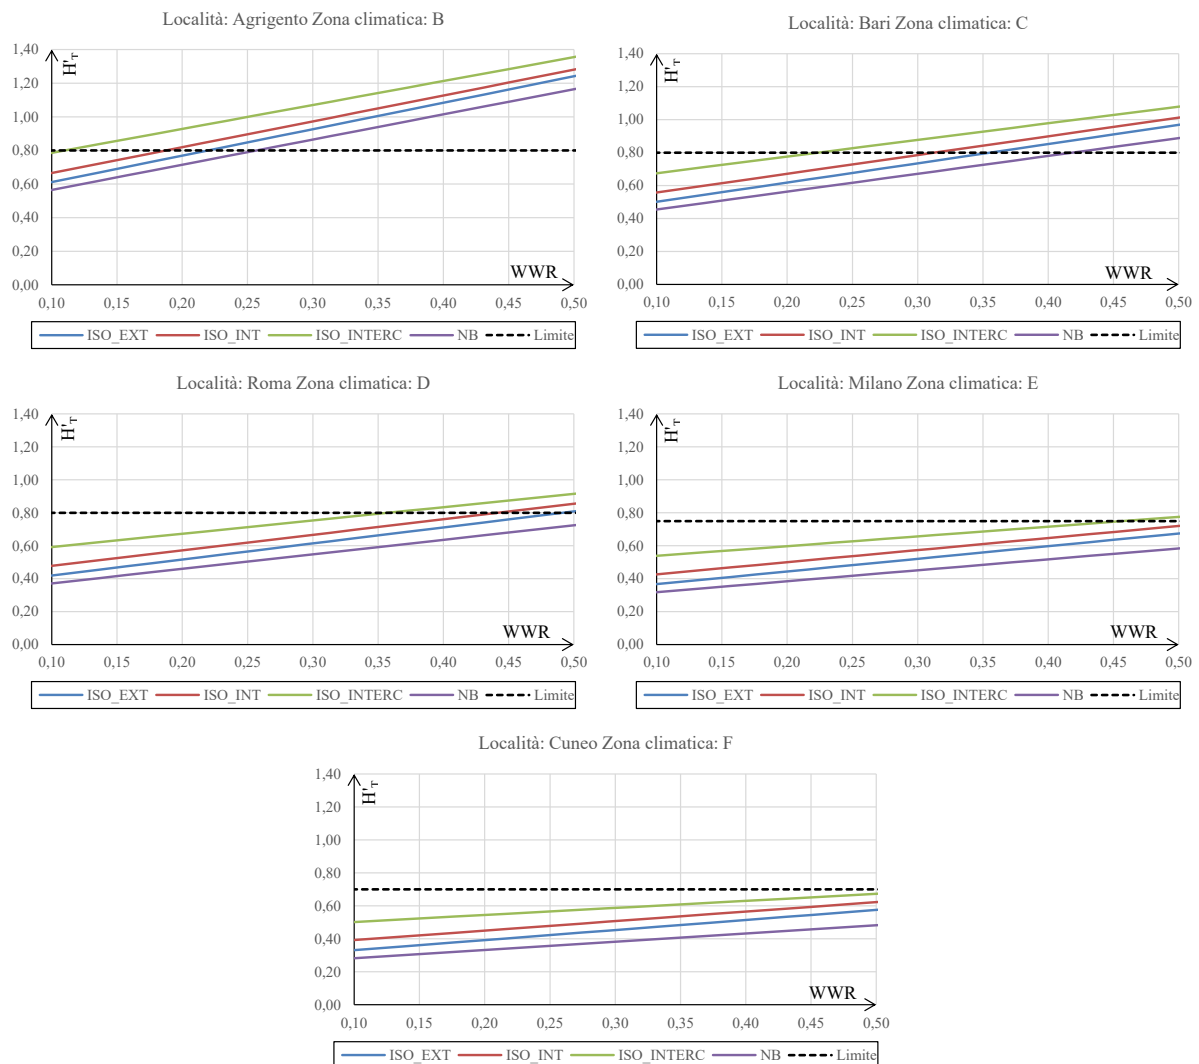 Località: Agrigento Zona climatica: B
1,40
1,20
1,00
0,80
0,60
0,40
0,20
0,00
H'T
WWR
0,10 0,15 0,20 0,25 0,30 0,35 0,40 0,45 0,50
ISO_EXT ISO_INT ISO_INTERC NB Limite
Località: Bari Zona climatica: C
1,40
1,20
1,00
0,80
0,60
0,40
0,20
0,00
H'T
WWR
0,10 0,15 0,20 0,25 0,30 0,35 0,40 0,45 0,50
ISO_EXT ISO_INT ISO_INTERC NB Limite
Località: Roma Zona climatica: D
1,40
1,20
1,00
0,80
0,60
0,40
0,20
0,00
H'T
WWR
0,10 0,15 0,20 0,25 0,30 0,35 0,40 0,45 0,50
ISO_EXT ISO_INT ISO_INTERC NB Limite
Località: Milano Zona climatica: E
1,40
1,20
1,00
0,80
0,60
0,40
0,20
0,00
H'T
WWR
0,10 0,15 0,20 0,25 0,30 0,35 0,40 0,45 0,50
ISO_EXT ISO_INT ISO_INTERC NB Limite
Località: Cuneo Zona climatica: F
1,40
1,20
1,00
0,80
0,60
0,40
0,20
0,00
H'T
WWR
0,10 0,15 0,20 0,25 0,30 0,35 0,40 0,45 0,50
ISO_EXT ISO_INT ISO_INTERC NB Limite